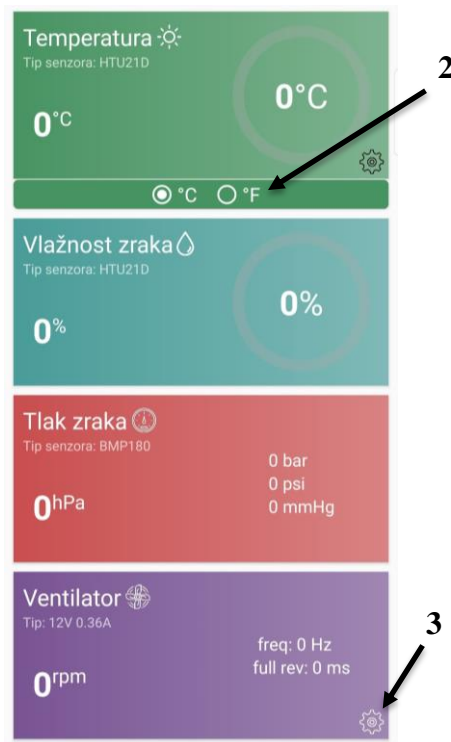 Temperatura
Tip senzora: HTU21D
0°C
0°C
2
°C °F
Vlažnost zraka
Tip senzora: HTU21D
0%
0%
Tlak zraka
Tip senzora: BMP180
0hPa
0 bar
0 psi
0 mmHg
Ventilator
Tip: 12V 0.36A
0rpm
freq: 0 Hz
full rev: 0 ms
3